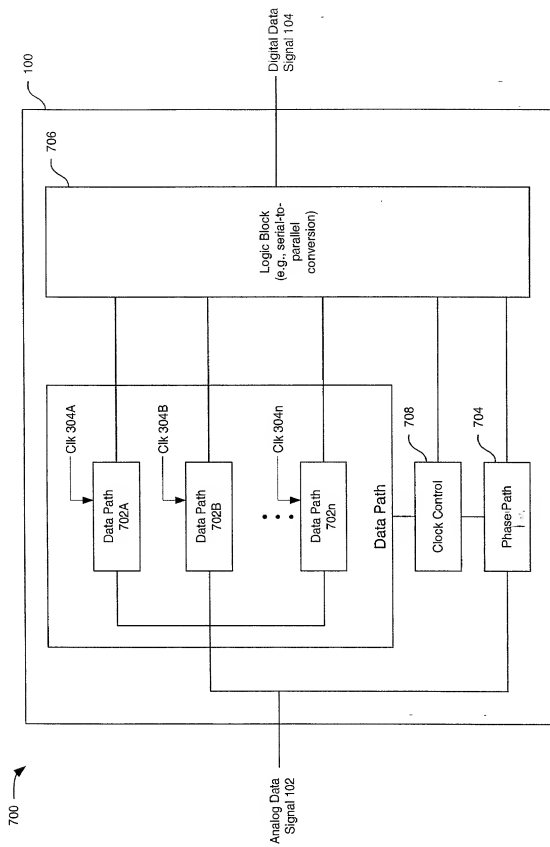 700
100
706
Analog Data
Signal 102
Clk 304A
Data Path
702A
Clk 304B
Data Path
702B
Clk 304n
Data Path
702n
Data Path
708
Clock Control
704
Phase Path
Logic Block
(e.g., serial-to-
parallel
conversion)
Digital Data
Signal 104